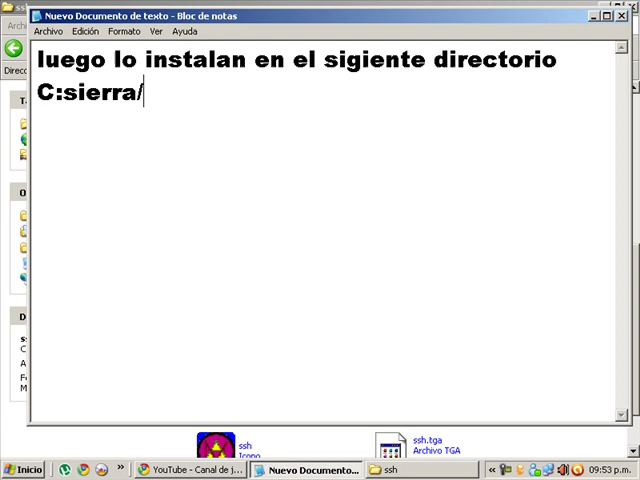 ss
Nuevo Documento de texto - Bloc de notas
Archivo Edición Formato Ver Ayuda
luego lo instalan en el sigiente directorio
C:sierra/
ssh
Icono
ssh.tga
Archivo TGA
Inicio
YouTube - Canal de j...
Nuevo Documento...
ssh
09:53 p.m.